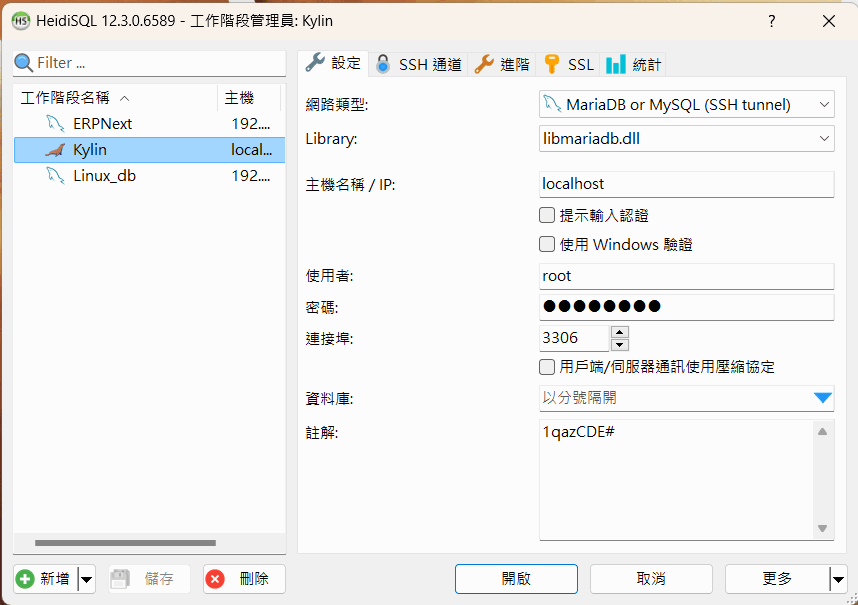 HeidiSQL 12.3.0.6589 - 工作階段管理員: Kylin
Filter ...
工作階段名稱 主機
ERPNext 192....
Kylin local...
Linux_db 192....
新增 儲存 刪除
設定 SSH 通道 進階 SSL 統計
網路類型: MariaDB or MySQL (SSH tunnel)
Library: libmariadb.dll
主機名稱 / IP: localhost
提示輸入認證
使用 Windows 驗證
使用者: root
密碼: ●●●●●●●●
連接埠: 3306
用戶端/伺服器通訊使用壓縮協定
資料庫: 以分號隔開
註解: 1qazCDE#
開啟 取消 更多